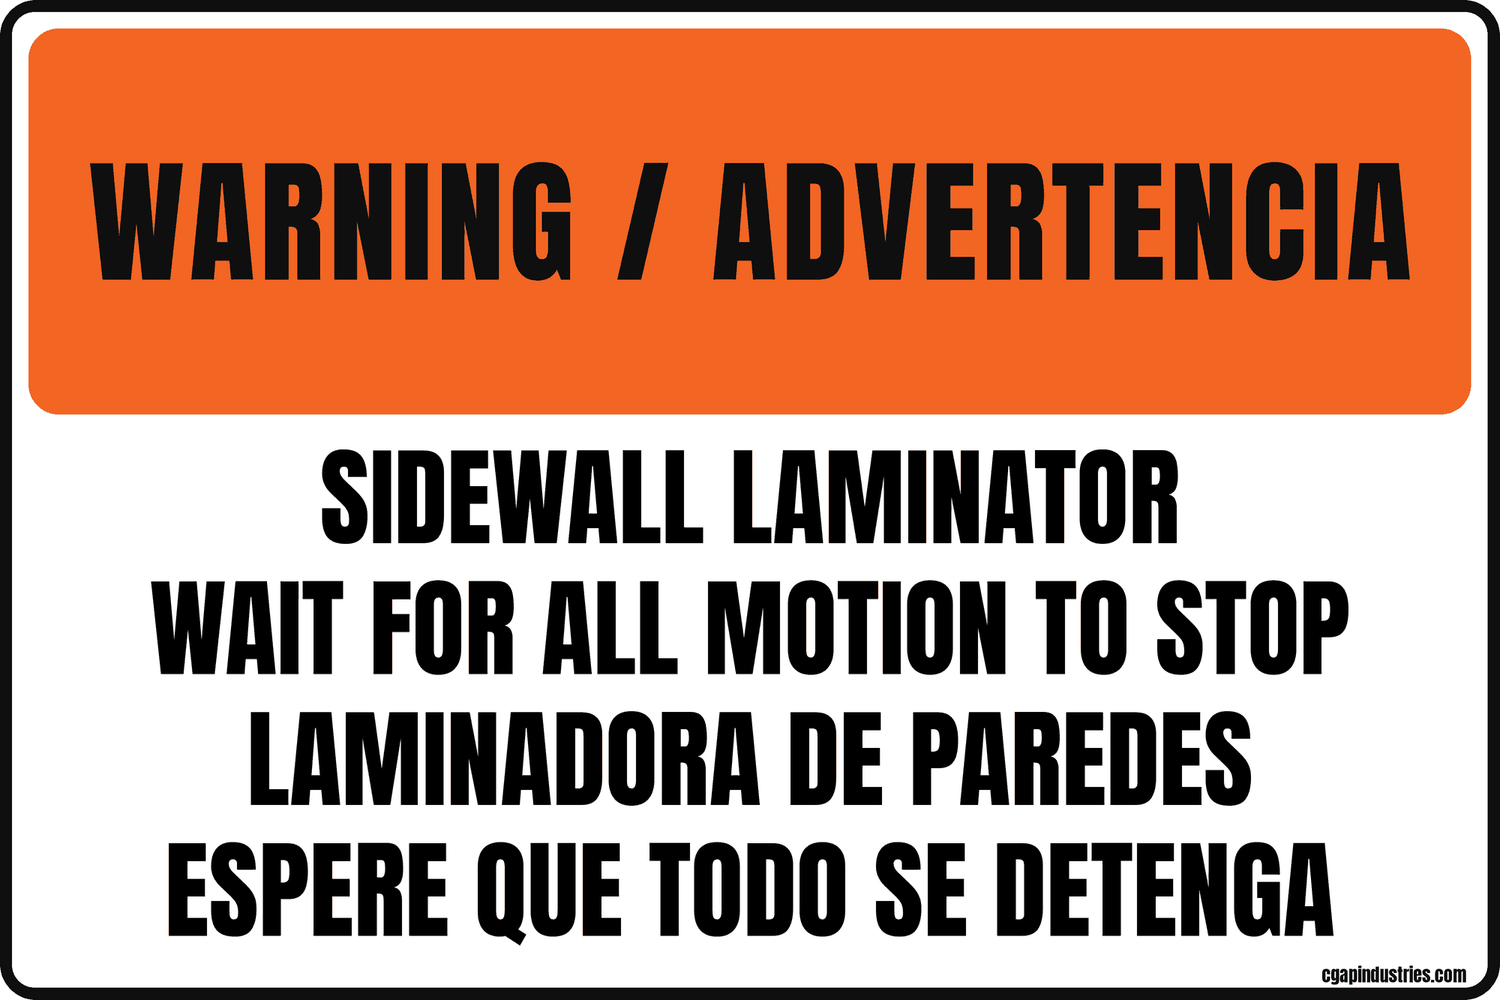 WARNING / ADVERTENCIA
SIDEWALL LAMINATOR
WAIT FOR ALL MOTION TO STOP
LAMINADORA DE PAREDES
ESPERE QUE TODO SE DETENGA
cgapindustries.com